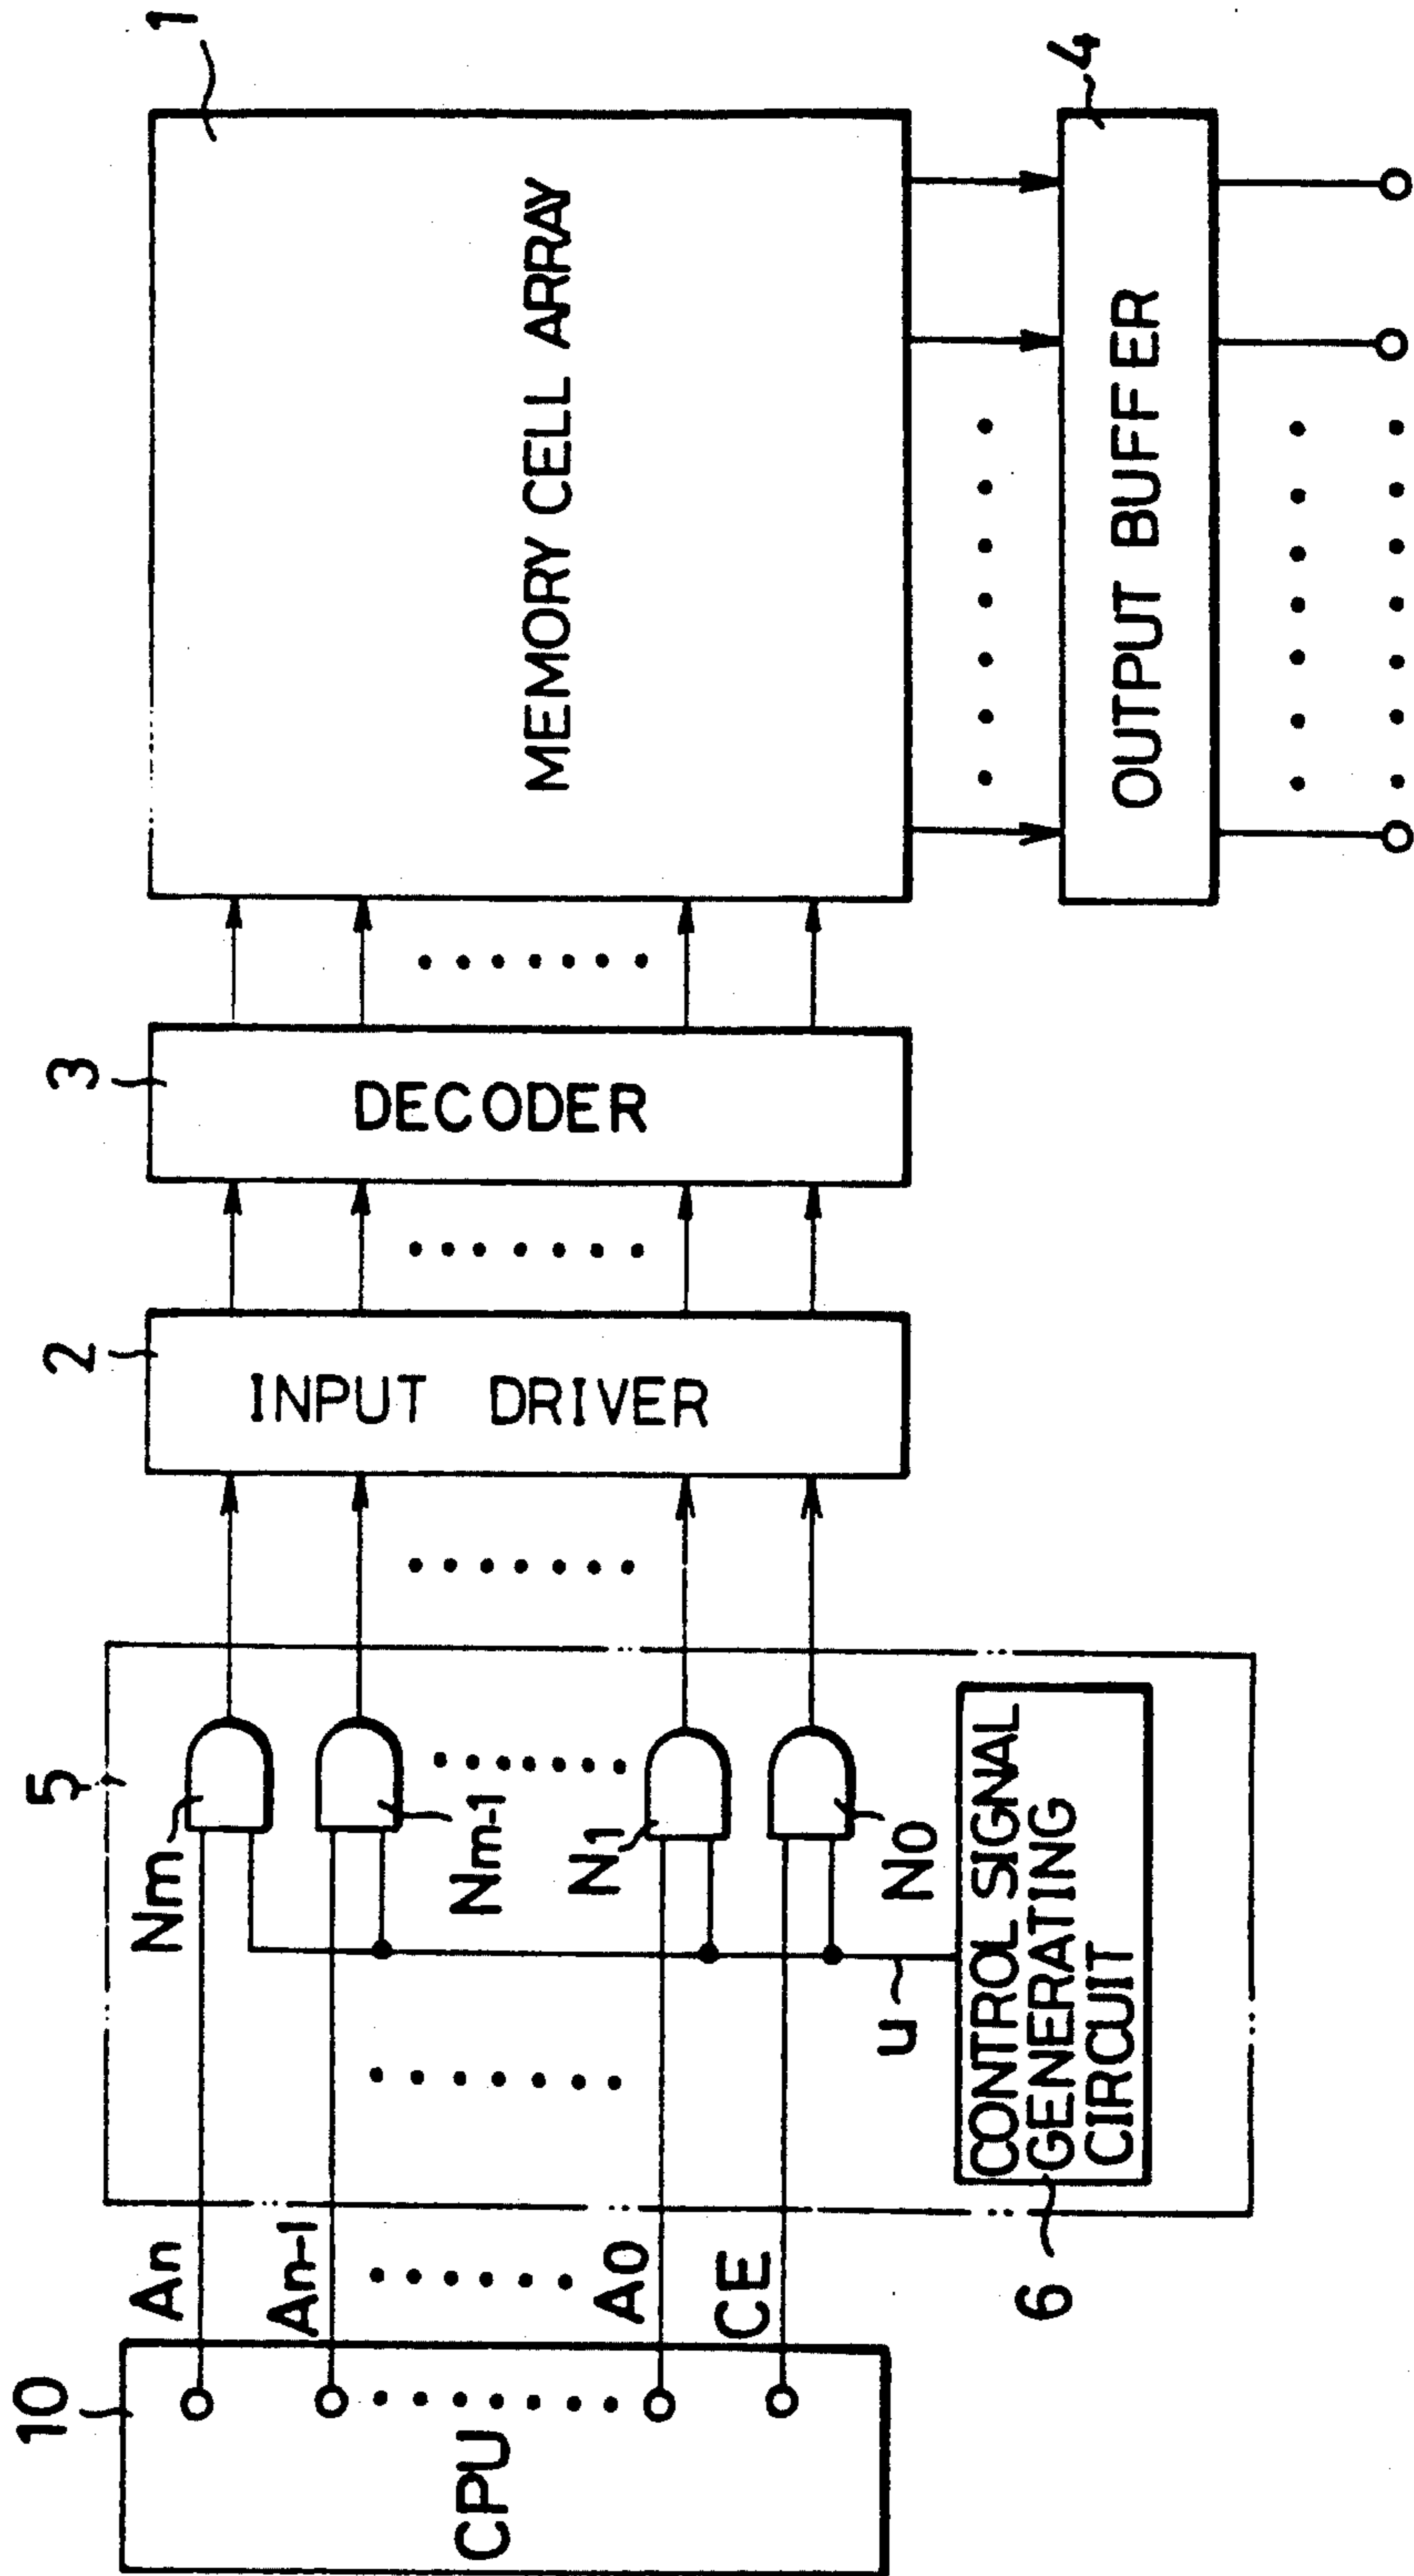 10
CPU
An
An-1
A0
CE
5
Nm
Nm-1
N1
N0
u
6
CONTROL SIGNAL
GENERATING
CIRCUIT
2
INPUT DRIVER
3
DECODER
1
MEMORY CELL ARRAY
4
OUTPUT BUFFER